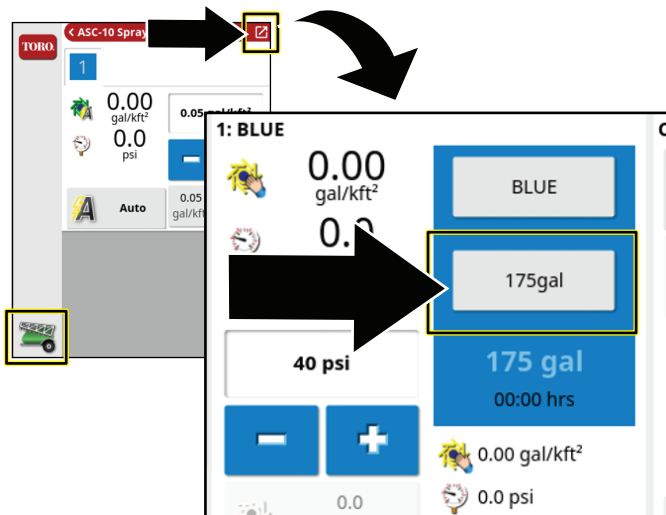 TORO.
< ASC-10 Spray
1
0.00
gal/kft²
0.0
psi
0.05 gal/kft²
Auto
0.05
gal/kft
1: BLUE
0.00
gal/kft²
0.0
BLUE
175gal
175 gal
00:00 hrs
40 psi
0.00 gal/kft²
0.0 psi
0.0